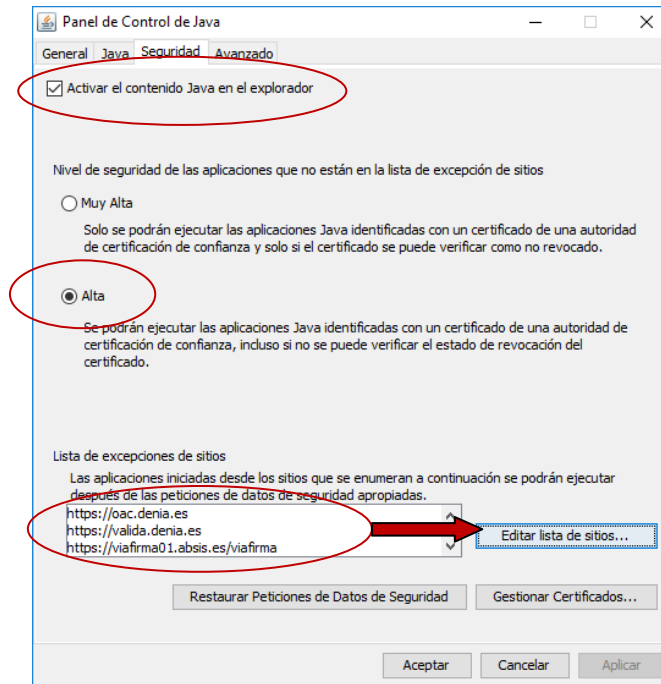 Panel de Control de Java
General Java Seguridad Avanzado
Activar el contenido Java en el explorador
Nivel de seguridad de las aplicaciones que no están en la lista de excepción de sitios
Muy Alta
Solo se podrán ejecutar las aplicaciones Java identificadas con un certificado de una autoridad
de certificación de confianza y solo si el certificado se puede verificar como no revocado.
Alta
Se podrán ejecutar las aplicaciones Java identificadas con un certificado de una autoridad de
certificación de confianza, incluso si no se puede verificar el estado de revocación del
certificado.
Lista de excepciones de sitios
Las aplicaciones iniciadas desde los sitios que se enumeran a continuación se podrán ejecutar
después de las peticiones de datos de seguridad apropiadas.
https://oac.denia.es
https://valida.denia.es
https://viafirma01.absis.es/viafirma
Editar lista de sitios...
Restaurar Peticiones de Datos de Seguridad Gestionar Certificados...
Aceptar Cancelar Aplicar